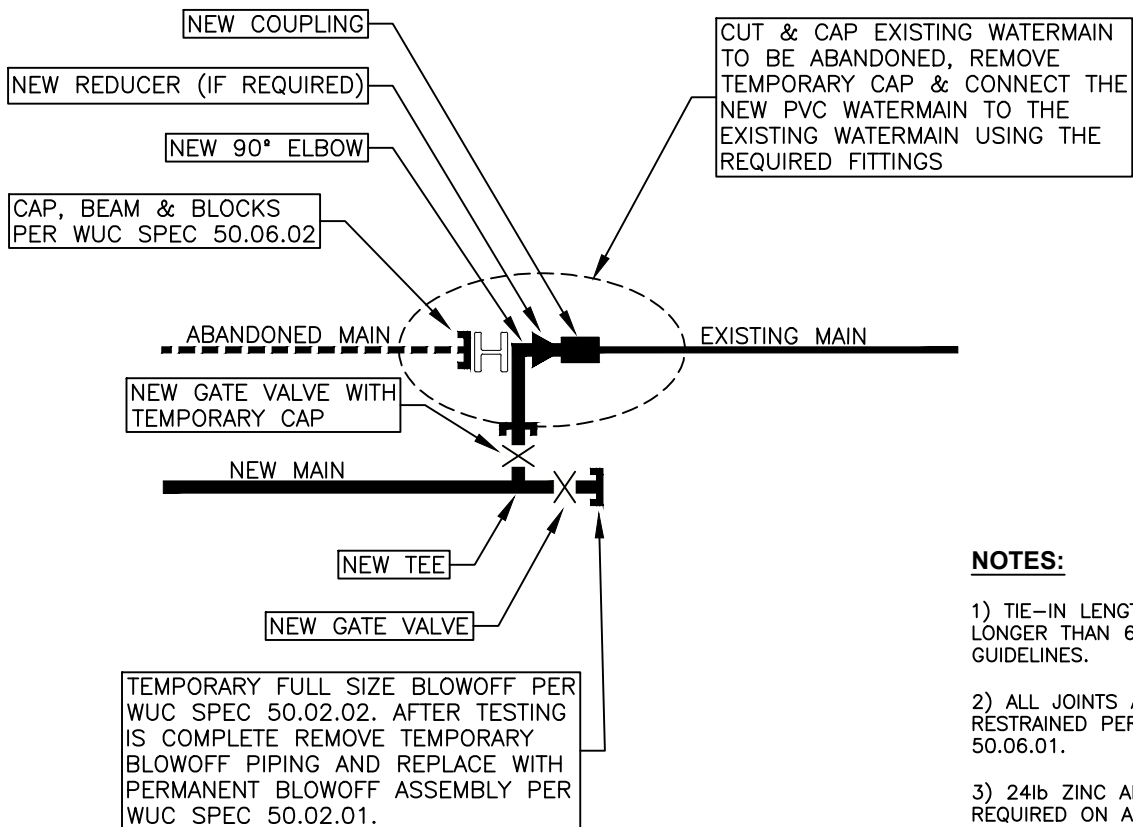 NEW COUPLING
NEW REDUCER (IF REQUIRED)
NEW 90° ELBOW
CAP, BEAM & BLOCKS
PER WUC SPEC 50.06.02
CUT & CAP EXISTING WATERMAIN
TO BE ABANDONED, REMOVE
TEMPORARY CAP & CONNECT THE
NEW PVC WATERMAIN TO THE
EXISTING WATERMAIN USING THE
REQUIRED FITTINGS
ABANDONED MAIN
EXISTING MAIN
NEW GATE VALVE WITH
TEMPORARY CAP
NEW MAIN
NEW TEE
NEW GATE VALVE
TEMPORARY FULL SIZE BLOWOFF PER
WUC SPEC 50.02.02. AFTER TESTING
IS COMPLETE REMOVE TEMPORARY
BLOWOFF PIPING AND REPLACE WITH
PERMANENT BLOWOFF ASSEMBLY PER
WUC SPEC 50.02.01.
NOTES:
1) TIE-IN
LONGER THAN
GUIDELINES.
2) ALL JOINTS
RESTRAINED PER
50.06.01.
3) 24lb ZINC
REQUIRED ON